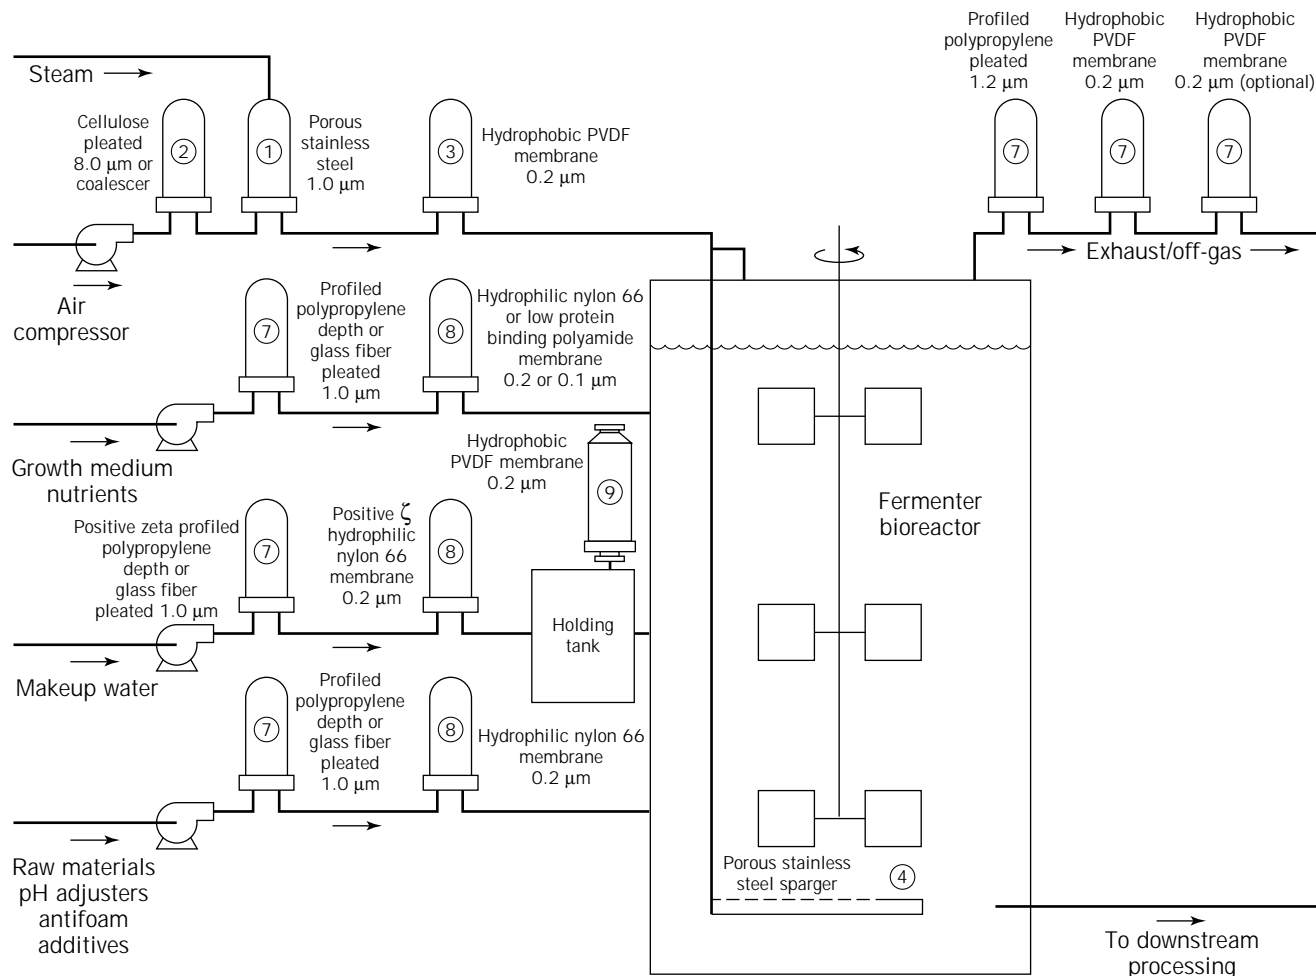 Steam
Cellulose
pleated
8.0 μm or
coalescer
2
1
Porous
stainless
steel
1.0 μm
3
Hydrophobic PVDF
membrane
0.2 μm
Profiled
polypropylene
pleated
1.2 μm
Hydrophobic
PVDF
membrane
0.2 μm
Hydrophobic
PVDF
membrane
0.2 μm (optional)
7
7
7
Exhaust/off-gas
Air
compressor
7
Profiled
polypropylene
depth or
glass fiber
pleated
1.0 μm
8
Hydrophilic nylon 66
or low protein
binding polyamide
membrane
0.2 or 0.1 μm
Growth medium
nutrients
Hydrophobic
PVDF membrane
0.2 μm
9
Fermenter
bioreactor
Positive zeta profiled
polypropylene
depth or
glass fiber
pleated 1.0 μm
7
Positive ζ
hydrophilic
nylon 66
membrane
0.2 μm
8
Holding
tank
Makeup water
7
Profiled
polypropylene
depth or
glass fiber
pleated
1.0 μm
8
Hydrophilic nylon 66
membrane
0.2 μm
Raw materials
pH adjusters
antifoam
additives
Porous stainless
steel sparger
4
To downstream
processing